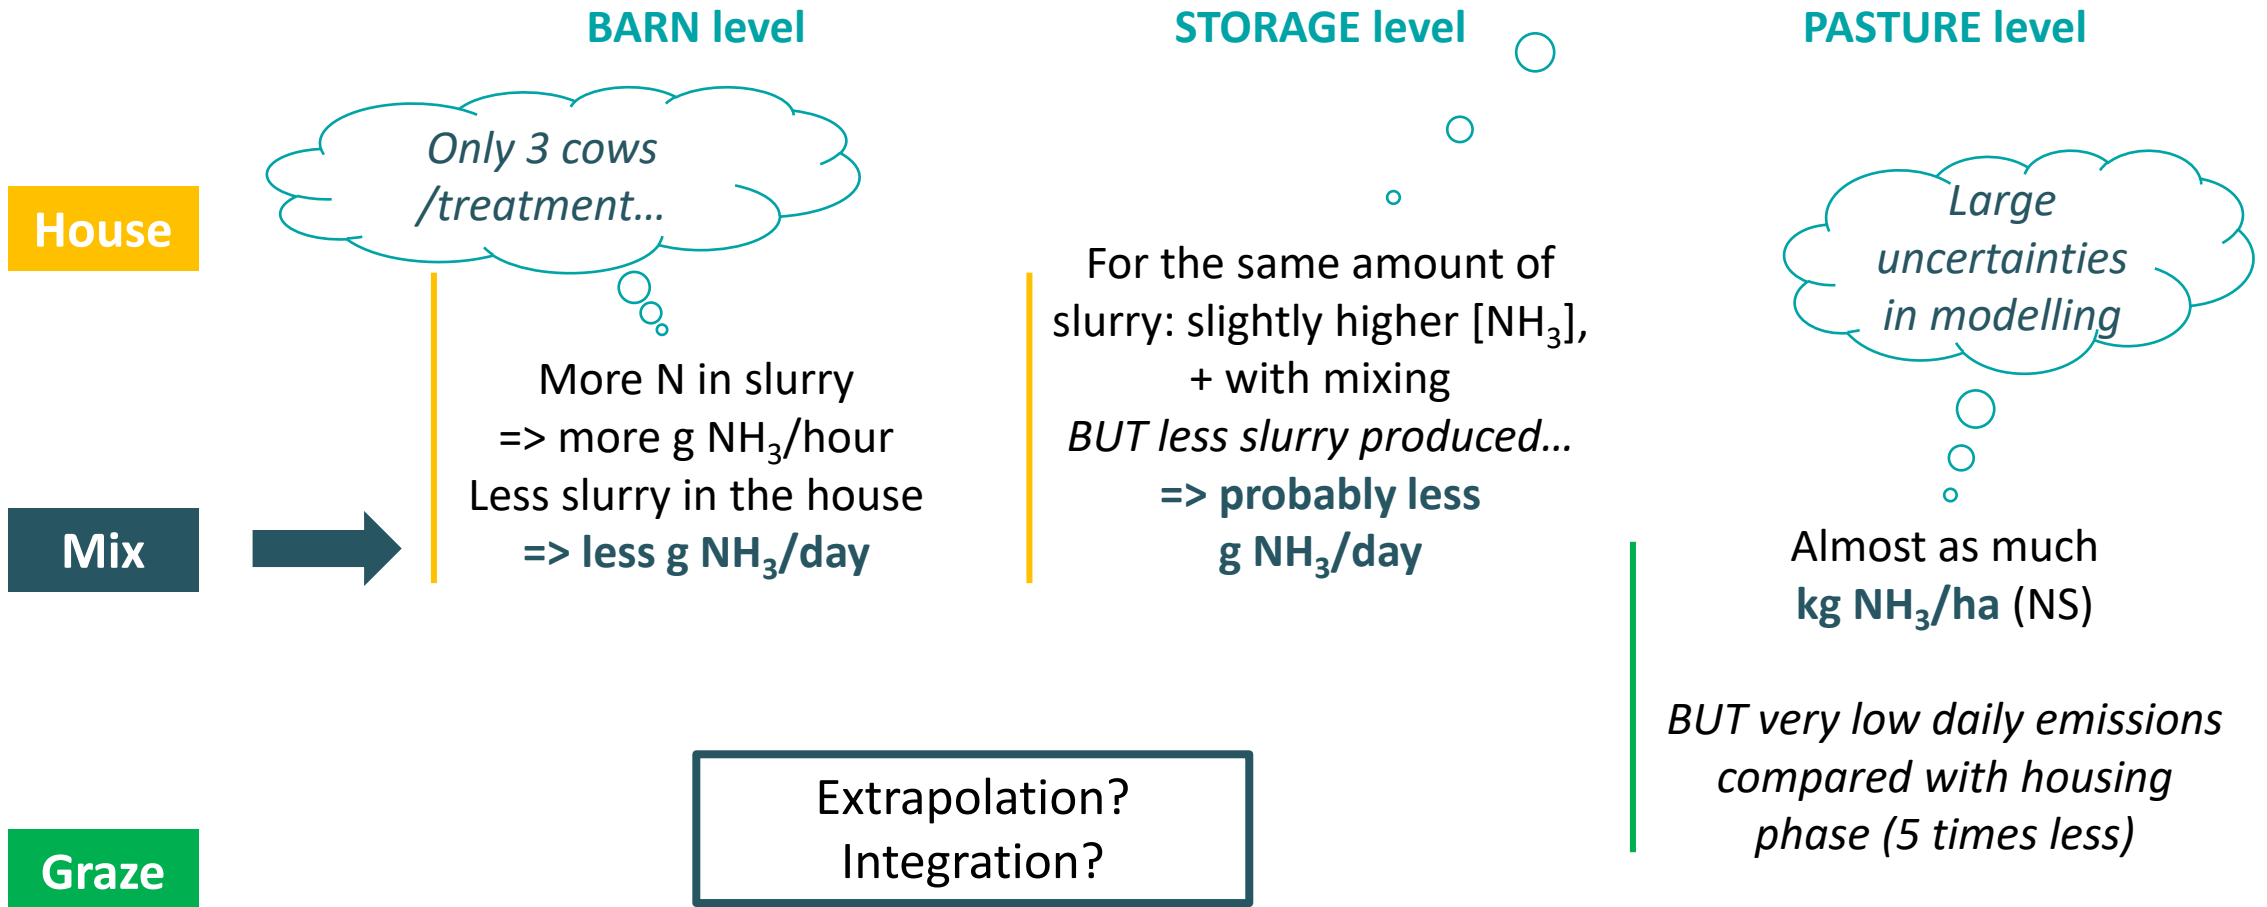 BARN level
STORAGE level
PASTURE level
House
Mix
Graze
Only 3 cows
/treatment…
More N in slurry
=> more g NH₃/hour
Less slurry in the house
=> less g NH₃/day
For the same amount of
slurry: slightly higher [NH₃],
+ with mixing
BUT less slurry produced…
=> probably less
g NH₃/day
Large
uncertainties
in modelling
Almost as much
kg NH₃/ha (NS)
BUT very low daily emissions
compared with housing
phase (5 times less)
Extrapolation?
Integration?